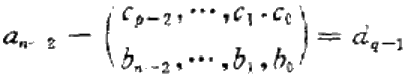 a_{n-2} - \begin{pmatrix} c_{p-2}, \cdots, c_1, c_0 \\ b_{n-2}, \cdots, b_1, b_0 \end{pmatrix} = d_{q-1}